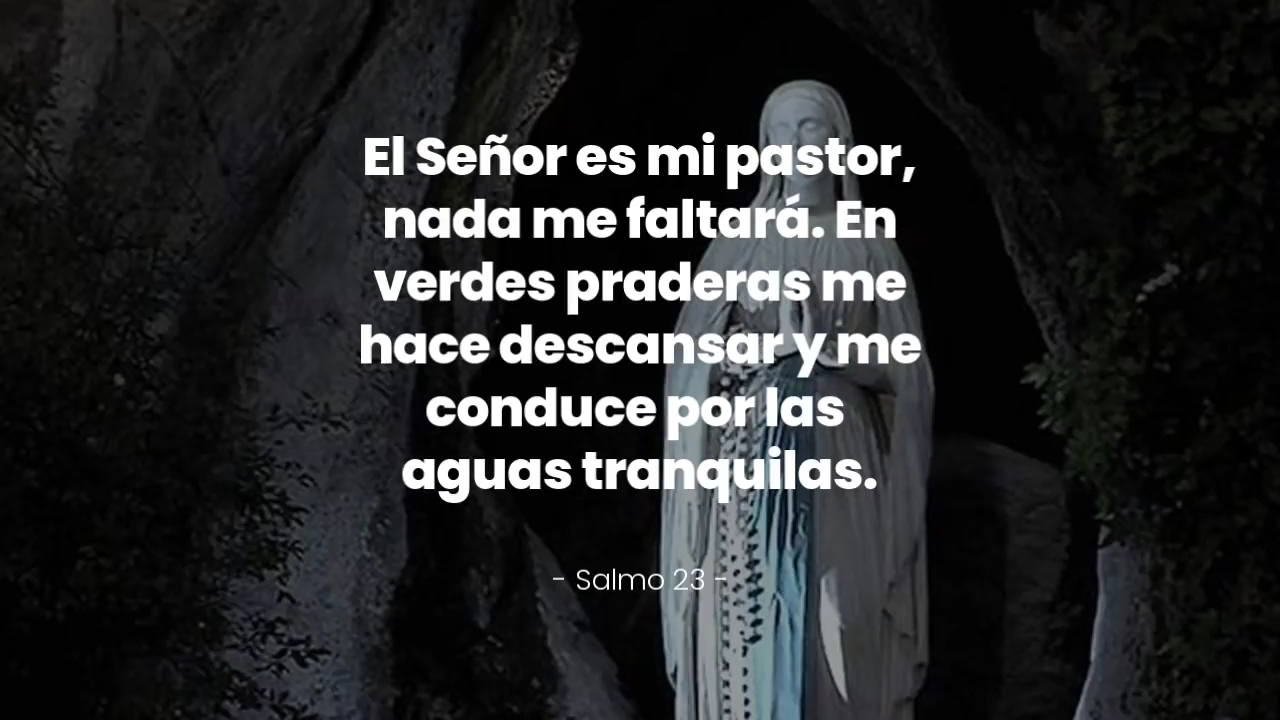 El Señor es mi pastor,
nada me faltará. En
verdes praderas me
hace descansar y me
conduce por las
aguas tranquilas.
- Salmo 23 -